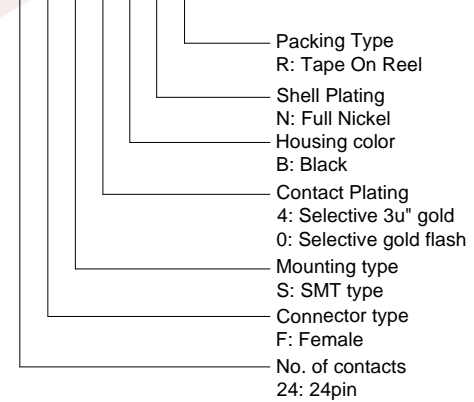 Packing Type
R: Tape On Reel
Shell Plating
N: Full Nickel
Housing color
B: Black
Contact Plating
4: Selective 3u" gold
0: Selective gold flash
Mounting type
S: SMT type
Connector type
F: Female
No. of contacts
24: 24pin